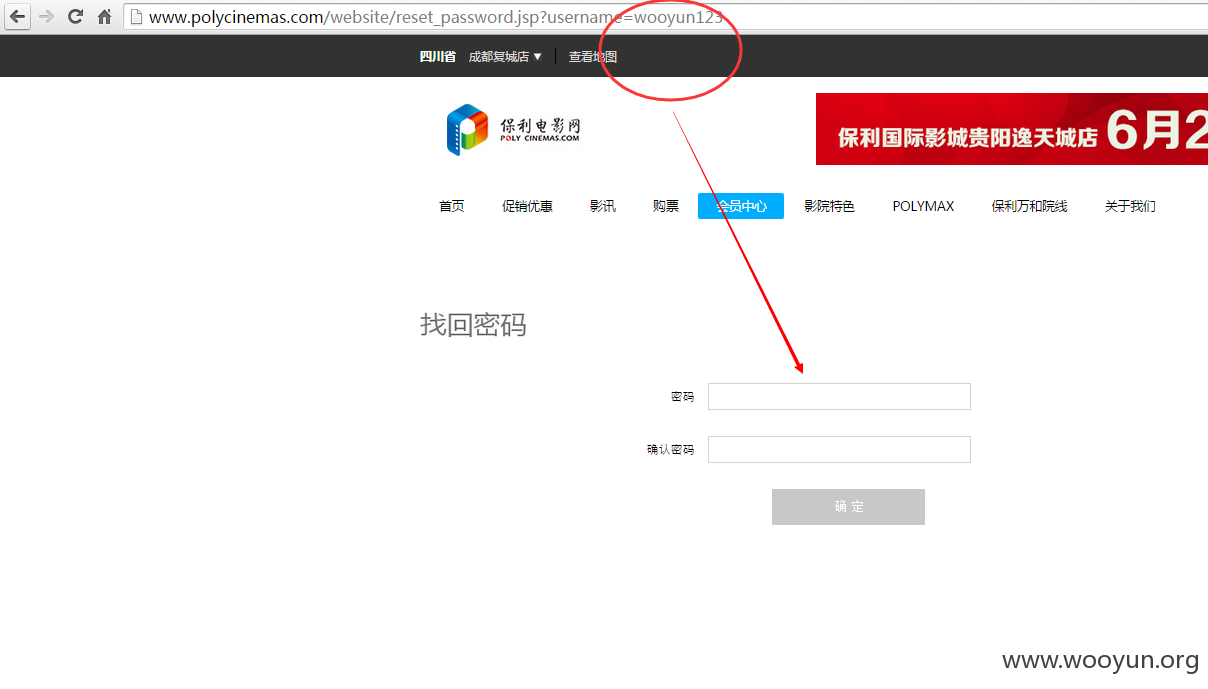 www.polycinemas.com/website/reset_password.jsp?username=wooyun123
四川省 成都复城店 查看地图
保利电影网
POLY CINEMAS.COM
保利国际影城贵阳逸天城店 6月2
首页 促销优惠 影讯 购票 会员中心 影院特色 POLYMAX 保利万和院线 关于我们
找回密码
密码
确认密码
确 定
www.wooyun.org